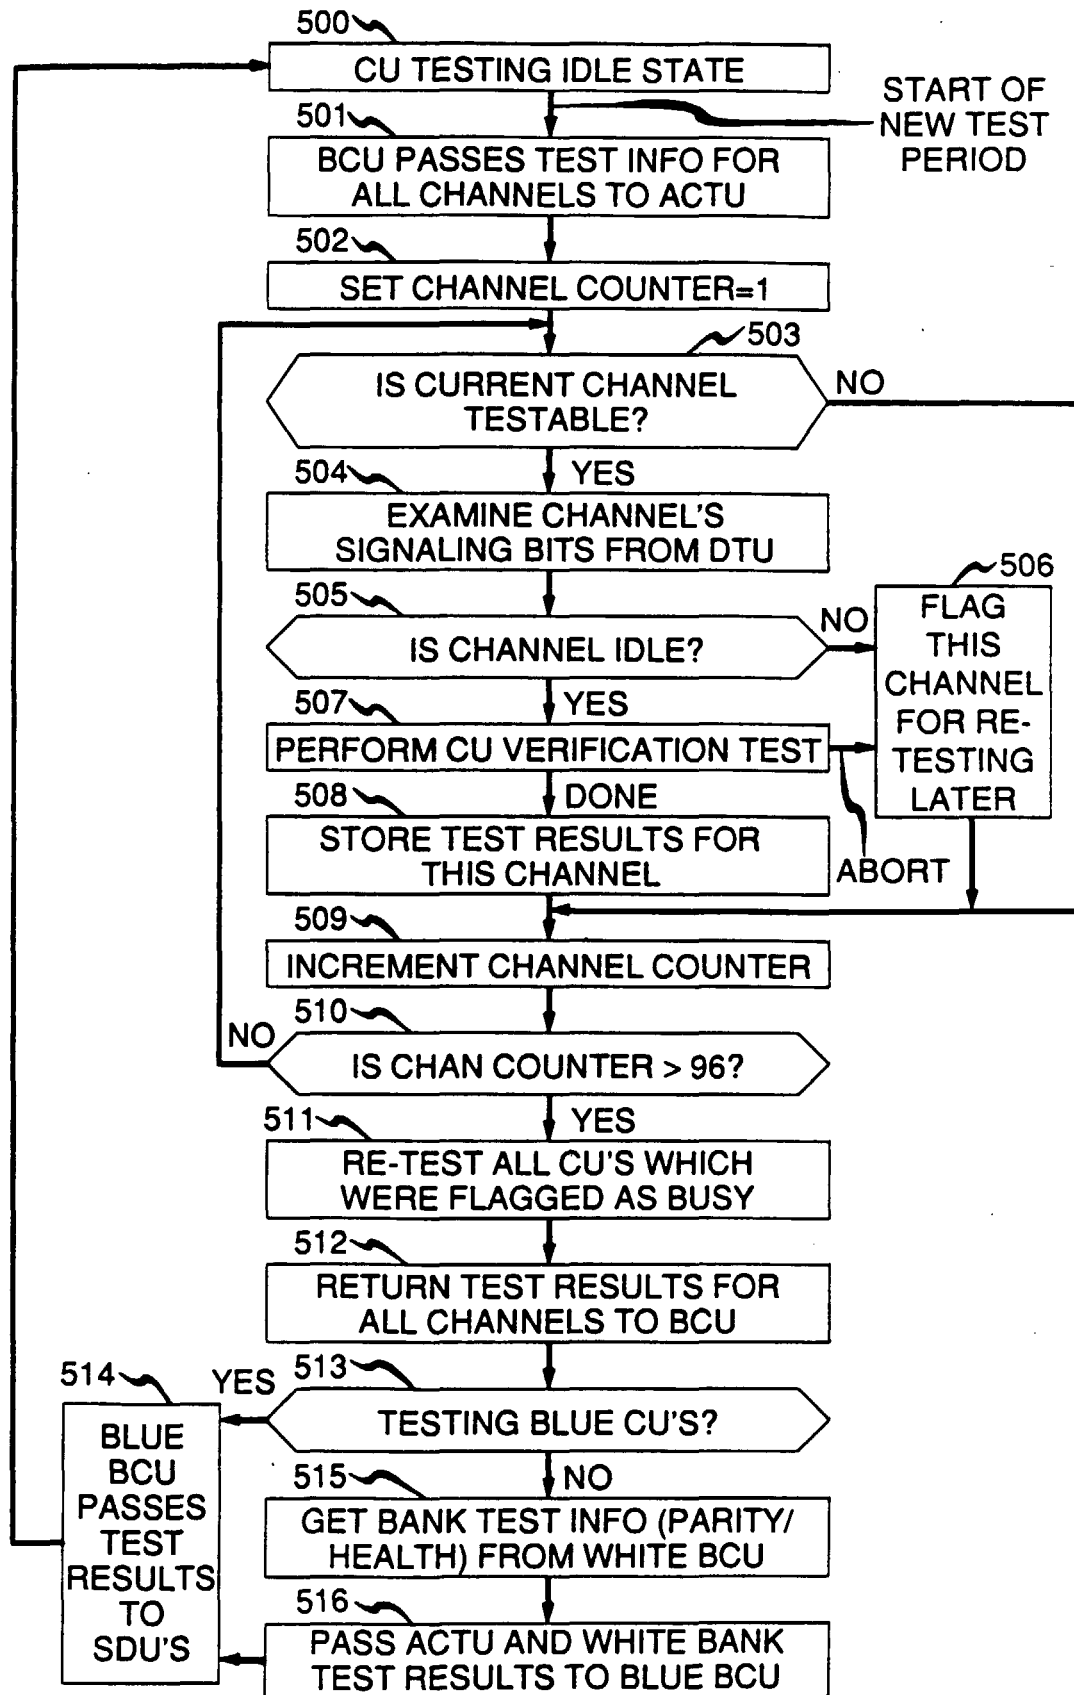 500
CU TESTING IDLE STATE
START OF
NEW TEST
PERIOD
501
BCU PASSES TEST INFO FOR
ALL CHANNELS TO ACTU
502
SET CHANNEL COUNTER=1
503
IS CURRENT CHANNEL
TESTABLE?
NO
YES
504
EXAMINE CHANNEL'S
SIGNALING BITS FROM DTU
505
IS CHANNEL IDLE?
NO
506
FLAG
THIS
CHANNEL
FOR RE-
TESTING
LATER
YES
507
PERFORM CU VERIFICATION TEST
ABORT
DONE
508
STORE TEST RESULTS FOR
THIS CHANNEL
509
INCREMENT CHANNEL COUNTER
510
NO
IS CHAN COUNTER > 96?
YES
511
RE-TEST ALL CU'S WHICH
WERE FLAGGED AS BUSY
512
RETURN TEST RESULTS FOR
ALL CHANNELS TO BCU
513
TESTING BLUE CU'S?
YES
514
BLUE
BCU
PASSES
TEST
RESULTS
TO
SDU'S
NO
515
GET BANK TEST INFO (PARITY/
HEALTH) FROM WHITE BCU
516
PASS ACTU AND WHITE BANK
TEST RESULTS TO BLUE BCU